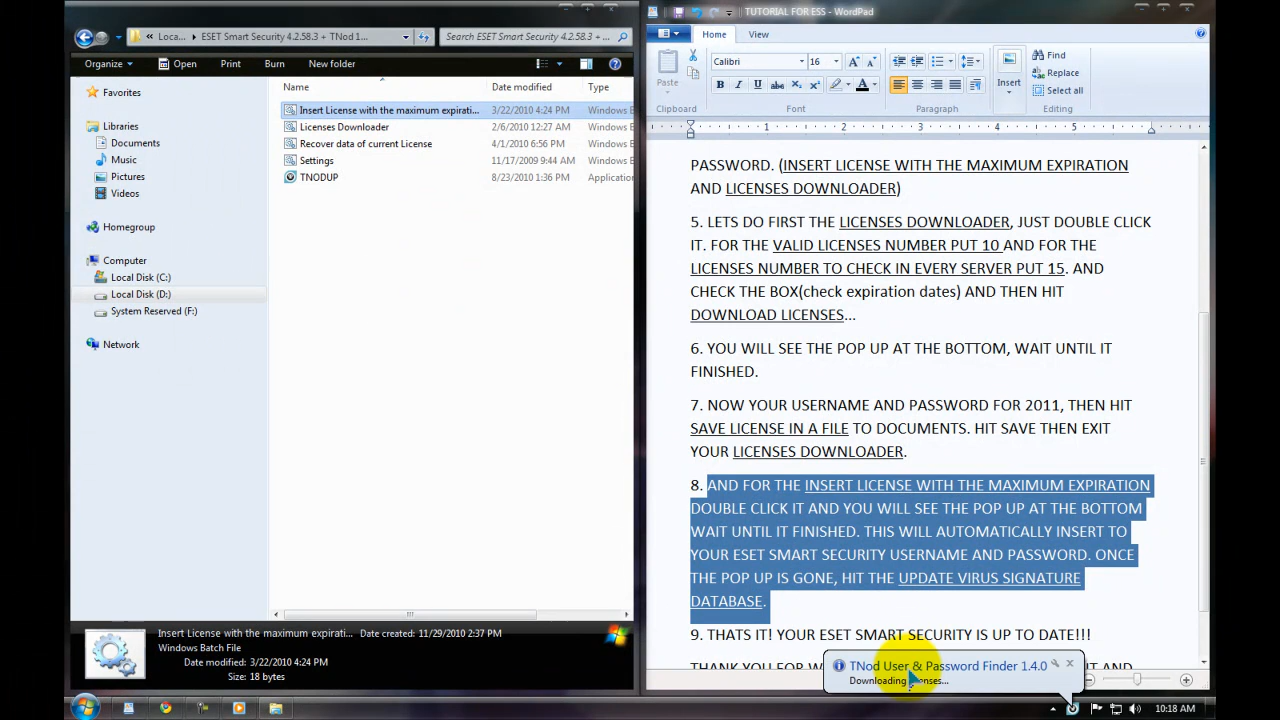 Loca...
ESET Smart Security 4.2.58.3 + TNod 1...
Search ESET Smart Security 4.2.58.3 + ...
Organize
Open
Print
Burn
New folder
Favorites
Libraries
Documents
Music
Pictures
Videos
Homegroup
Computer
Local Disk (C:)
Local Disk (D:)
System Reserved (F:)
Network
Name Date modified Type
Insert License with the maximum expirati... 3/22/2010 4:24 PM Windows B
Licenses Downloader 2/6/2010 12:27 AM Windows B
Recover data of current License 4/1/2010 6:56 PM Windows B
Settings 11/17/2009 9:44 AM Windows B
TNODUP 8/23/2010 1:36 PM Applicatio
Insert License with the maximum expirati... Date created: 11/29/2010 2:37 PM
Windows Batch File
Date modified: 3/22/2010 4:24 PM
Size: 18 bytes
TUTORIAL FOR ESS - WordPad
Home View
Paste
Clipboard
Calibri 16
Font
Paragraph
Insert
Find
Replace
Select all
Editing
1 2 3 4 5
PASSWORD. (INSERT LICENSE WITH THE MAXIMUM EXPIRATION
AND LICENSES DOWNLOADER)
5. LETS DO FIRST THE LICENSES DOWNLOADER, JUST DOUBLE CLICK
IT. FOR THE VALID LICENSES NUMBER PUT 10 AND FOR THE
LICENSES NUMBER TO CHECK IN EVERY SERVER PUT 15. AND
CHECK THE BOX(check expiration dates) AND THEN HIT
DOWNLOAD LICENSES...
6. YOU WILL SEE THE POP UP AT THE BOTTOM, WAIT UNTIL IT
FINISHED.
7. NOW YOUR USERNAME AND PASSWORD FOR 2011, THEN HIT
SAVE LICENSE IN A FILE TO DOCUMENTS. HIT SAVE THEN EXIT
YOUR LICENSES DOWNLOADER.
8. AND FOR THE INSERT LICENSE WITH THE MAXIMUM EXPIRATION
DOUBLE CLICK IT AND YOU WILL SEE THE POP UP AT THE BOTTOM
WAIT UNTIL IT FINISHED. THIS WILL AUTOMATICALLY INSERT TO
YOUR ESET SMART SECURITY USERNAME AND PASSWORD. ONCE
THE POP UP IS GONE, HIT THE UPDATE VIRUS SIGNATURE
DATABASE.
9. THATS IT! YOUR ESET SMART SECURITY IS UP TO DATE!!!
THANK YOU FOR
TNod User & Password Finder 1.4.0
Downloading
10:18 AM